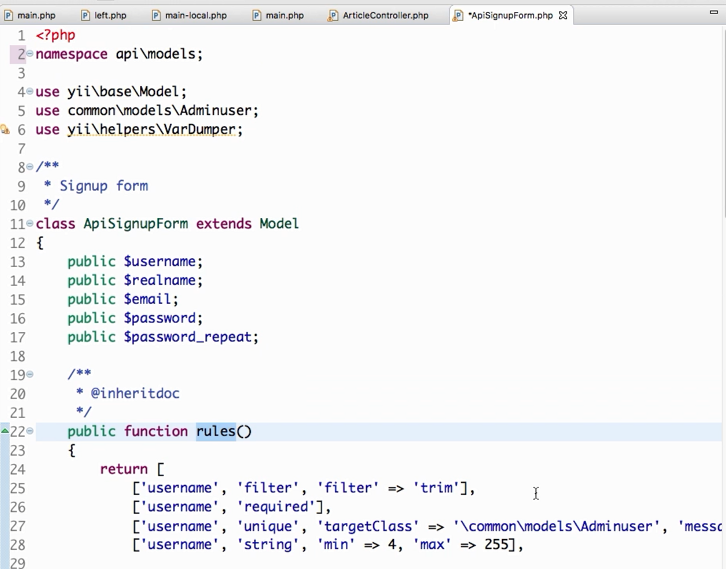 main.php left.php main-local.php main.php ArticleController.php *ApiSignupForm.php
1 <?php
2 namespace api\models;
3
4 use yii\base\Model;
5 use common\models\Adminuser;
6 use yii\helpers\VarDumper;
7
8 /**
9 * Signup form
10 */
11 class ApiSignupForm extends Model
12 {
13 public $username;
14 public $realname;
15 public $email;
16 public $password;
17 public $password_repeat;
18
19 /**
20 * @inheritdoc
21 */
22 public function rules()
23 {
24 return [
25 ['username', 'filter', 'filter' => 'trim'],
26 ['username', 'required'],
27 ['username', 'unique', 'targetClass' => '\common\models\Adminuser', 'messa
28 ['username', 'string', 'min' => 4, 'max' => 255],
29